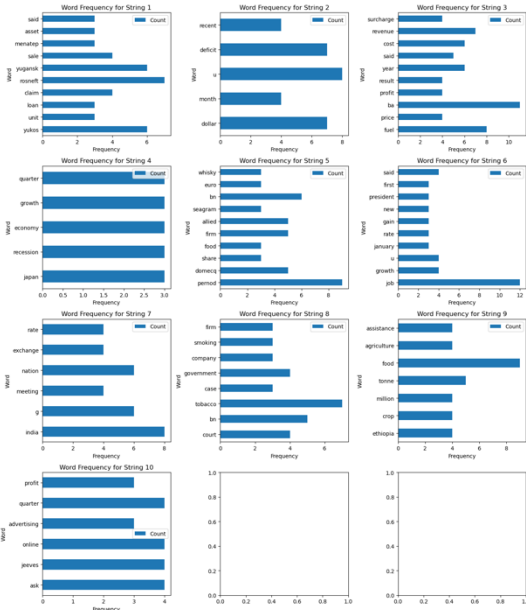 Word Frequency for String 1
Word
said
asset
menatep
sale
yugansk
rosneft
claim
loan
unit
yukos
Count
0 2 4 6
Frequency
Word Frequency for String 2
Word
recent
deficit
u
month
dollar
Count
0 2 4 6 8
Frequency
Word Frequency for String 3
Word
surcharge
revenue
cost
said
year
result
profit
ba
price
fuel
Count
0 2 4 6 8 10
Frequency
Word Frequency for String 4
Word
quarter
growth
economy
recession
japan
Count
0.0 0.5 1.0 1.5 2.0 2.5 3.0
Frequency
Word Frequency for String 5
Word
whisky
euro
bn
seagram
allied
firm
food
share
domecq
pernod
Count
0 2 4 6 8
Frequency
Word Frequency for String 6
Word
said
first
president
new
gain
rate
january
u
growth
job
Count
0 2 4 6 8 10 12
Frequency
Word Frequency for String 7
Word
rate
exchange
nation
meeting
g
india
Count
0 2 4 6 8
Frequency
Word Frequency for String 8
Word
firm
smoking
company
government
case
tobacco
bn
court
Count
0 2 4 6
Frequency
Word Frequency for String 9
Word
assistance
agriculture
food
tonne
million
crop
ethiopia
Count
0 2 4 6 8
Frequency
Word Frequency for String 10
Word
profit
quarter
advertising
online
jeeves
ask
Count
0 1 2 3 4
Frequency
1.0
0.8
0.6
0.4
0.2
0.0
0.0 0.2 0.4 0.6 0.8 1.0
1.0
0.8
0.6
0.4
0.2
0.0
0.0 0.2 0.4 0.6 0.8 1.0